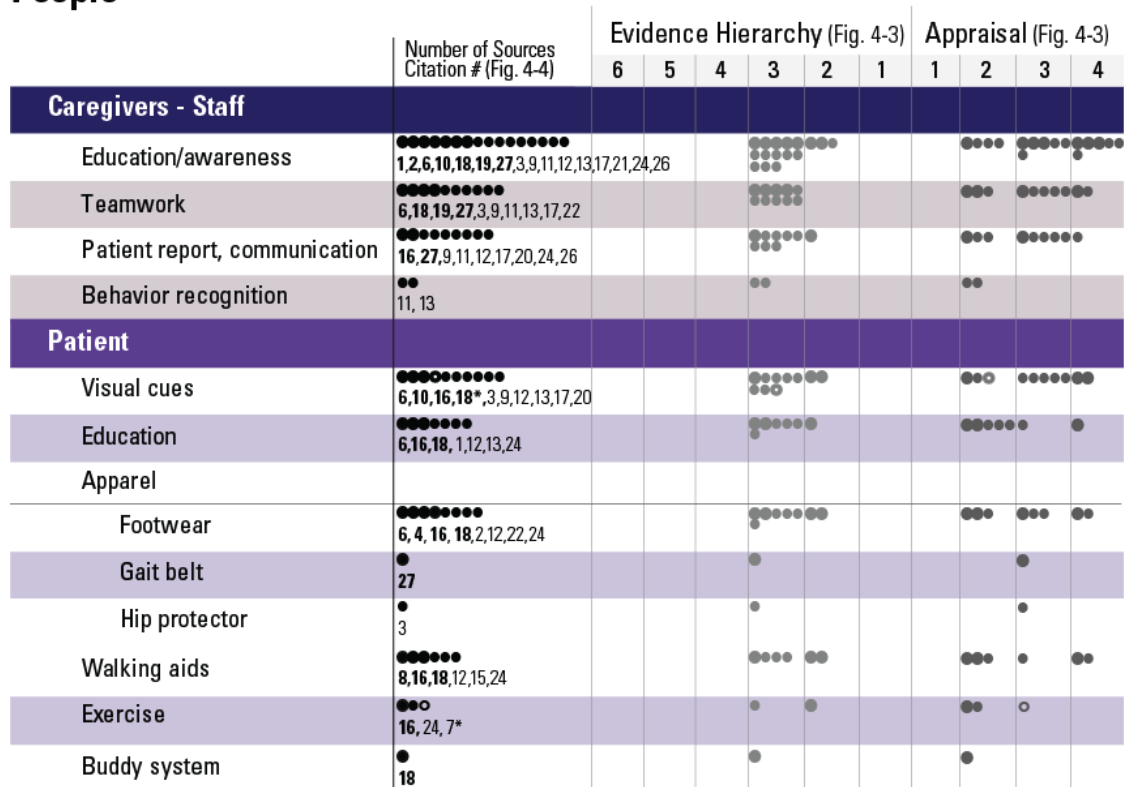 Evidence Hierarchy (Fig. 4-3) Appraisal (Fig. 4-3)
Number of Sources
Citation # (Fig. 4-4) 6 5 4 3 2 1 1 2 3 4
Caregivers - Staff
Education/awareness
1,2,6,10,18,19,27,3,9,11,12,13,17,21,24,26
Teamwork
6,18,19,27,3,9,11,13,17,22
Patient report, communication
16,27,9,11,12,17,20,24,26
Behavior recognition
11, 13
Patient
Visual cues
6,10,16,18*,3,9,12,13,17,20
Education
6,16,18, 1,12,13,24
Apparel
Footwear
6, 4, 16, 18,2,12,22,24
Gait belt
27
Hip protector
3
Walking aids
8,16,18,12,15,24
Exercise
16, 24, 7*
Buddy system
18